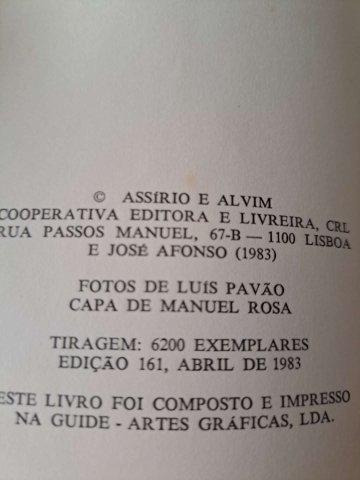 © ASSÍRIO E ALVIM
COOPERATIVA EDITORA E LIVREIRA, CRL
RUA PASSOS MANUEL, 67-B — 1100 LISBOA
E JOSÉ AFONSO (1983)
FOTOS DE LUÍS PAVÃO
CAPA DE MANUEL ROSA
TIRAGEM: 6200 EXEMPLARES
EDIÇÃO 161, ABRIL DE 1983
ESTE LIVRO FOI COMPOSTO E IMPRESSO
NA GUIDE - ARTES GRÁFICAS, LDA.